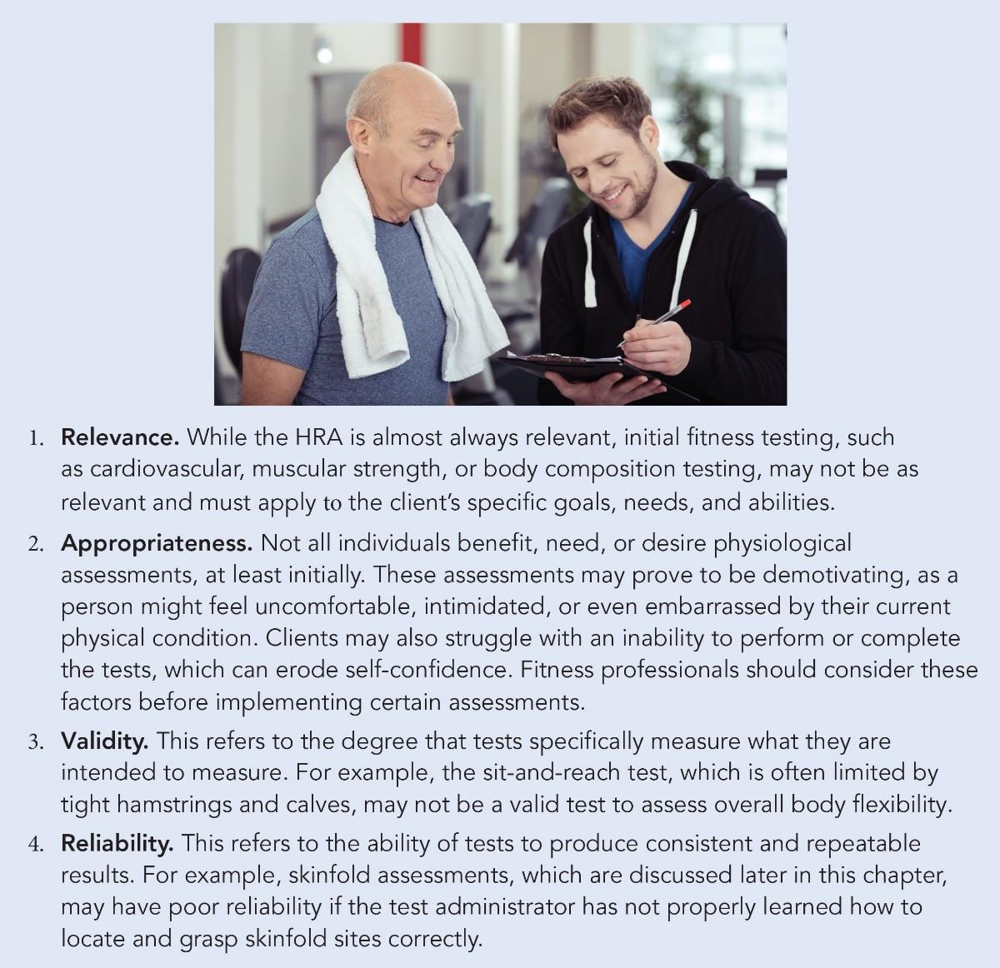 1. Relevance. While the HRA is almost always relevant, initial fitness testing, such
as cardiovascular, muscular strength, or body composition testing, may not be as
relevant and must apply to the client’s specific goals, needs, and abilities.
2. Appropriateness. Not all individuals benefit, need, or desire physiological
assessments, at least initially. These assessments may prove to be demotivating, as a
person might feel uncomfortable, intimidated, or even embarrassed by their current
physical condition. Clients may also struggle with an inability to perform or complete
the tests, which can erode self-confidence. Fitness professionals should consider these
factors before implementing certain assessments.
3. Validity. This refers to the degree that tests specifically measure what they are
intended to measure. For example, the sit-and-reach test, which is often limited by
tight hamstrings and calves, may not be a valid test to assess overall body flexibility.
4. Reliability. This refers to the ability of tests to produce consistent and repeatable
results. For example, skinfold assessments, which are discussed later in this chapter,
may have poor reliability if the test administrator has not properly learned how to
locate and grasp skinfold sites correctly.